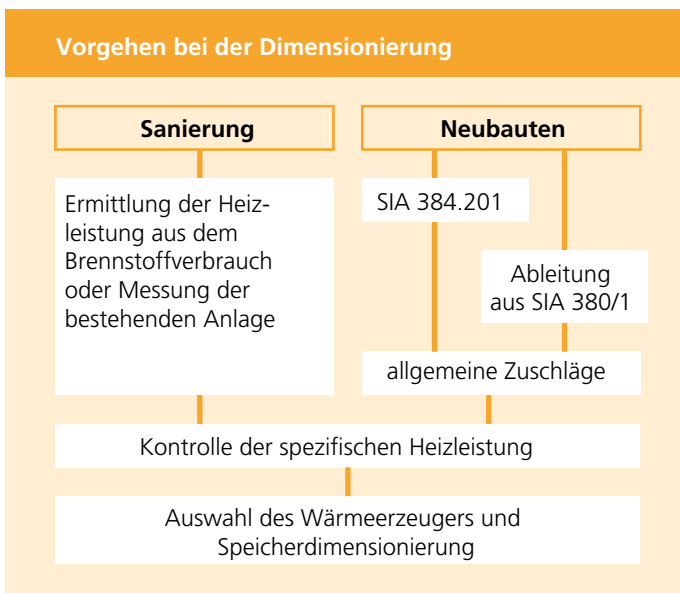 Vorgehen bei der Dimensionierung
Sanierung
Ermittlung der Heiz-
leistung aus dem
Brennstoffverbrauch
oder Messung der
bestehenden Anlage
Neubauten
SIA 384.201
Ableitung
aus SIA 380/1
allgemeine Zuschläge
Kontrolle der spezifischen Heizleistung
Auswahl des Wärmeerzeugers und
Speicherdimensionierung